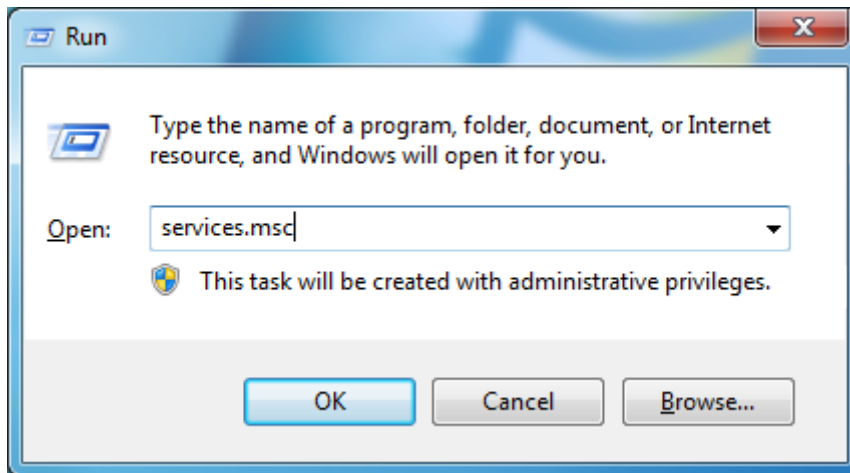 Run
Type the name of a program, folder, document, or Internet
resource, and Windows will open it for you.
Open: services.msc
This task will be created with administrative privileges.
OK Cancel Browse...